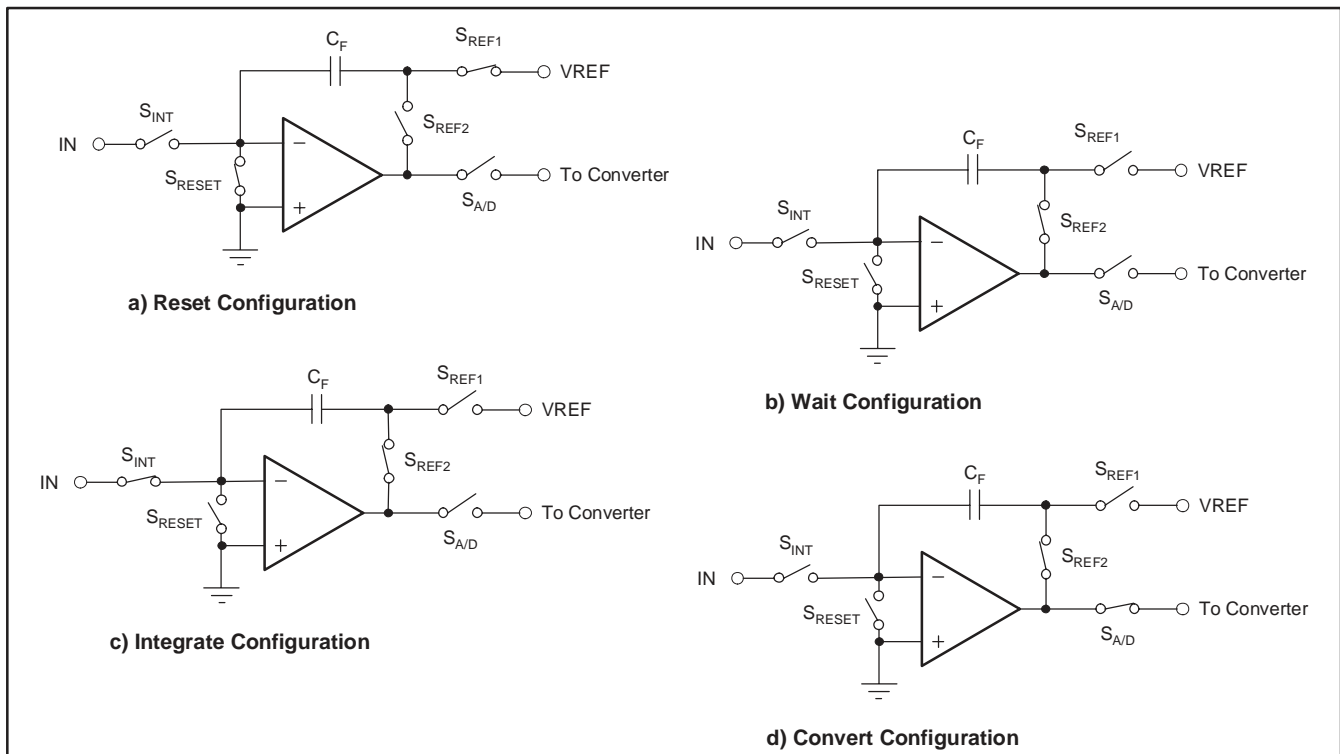 C_F
S_REF1
VREF
S_INT
IN
S_REF2
S_RESET
−
+
To Converter
S_A/D
a) Reset Configuration
C_F
S_REF1
VREF
S_INT
IN
S_REF2
S_RESET
−
+
To Converter
S_A/D
b) Wait Configuration
C_F
S_REF1
VREF
S_INT
IN
S_REF2
S_RESET
−
+
To Converter
S_A/D
c) Integrate Configuration
C_F
S_REF1
VREF
S_INT
IN
S_REF2
S_RESET
−
+
To Converter
S_A/D
d) Convert Configuration